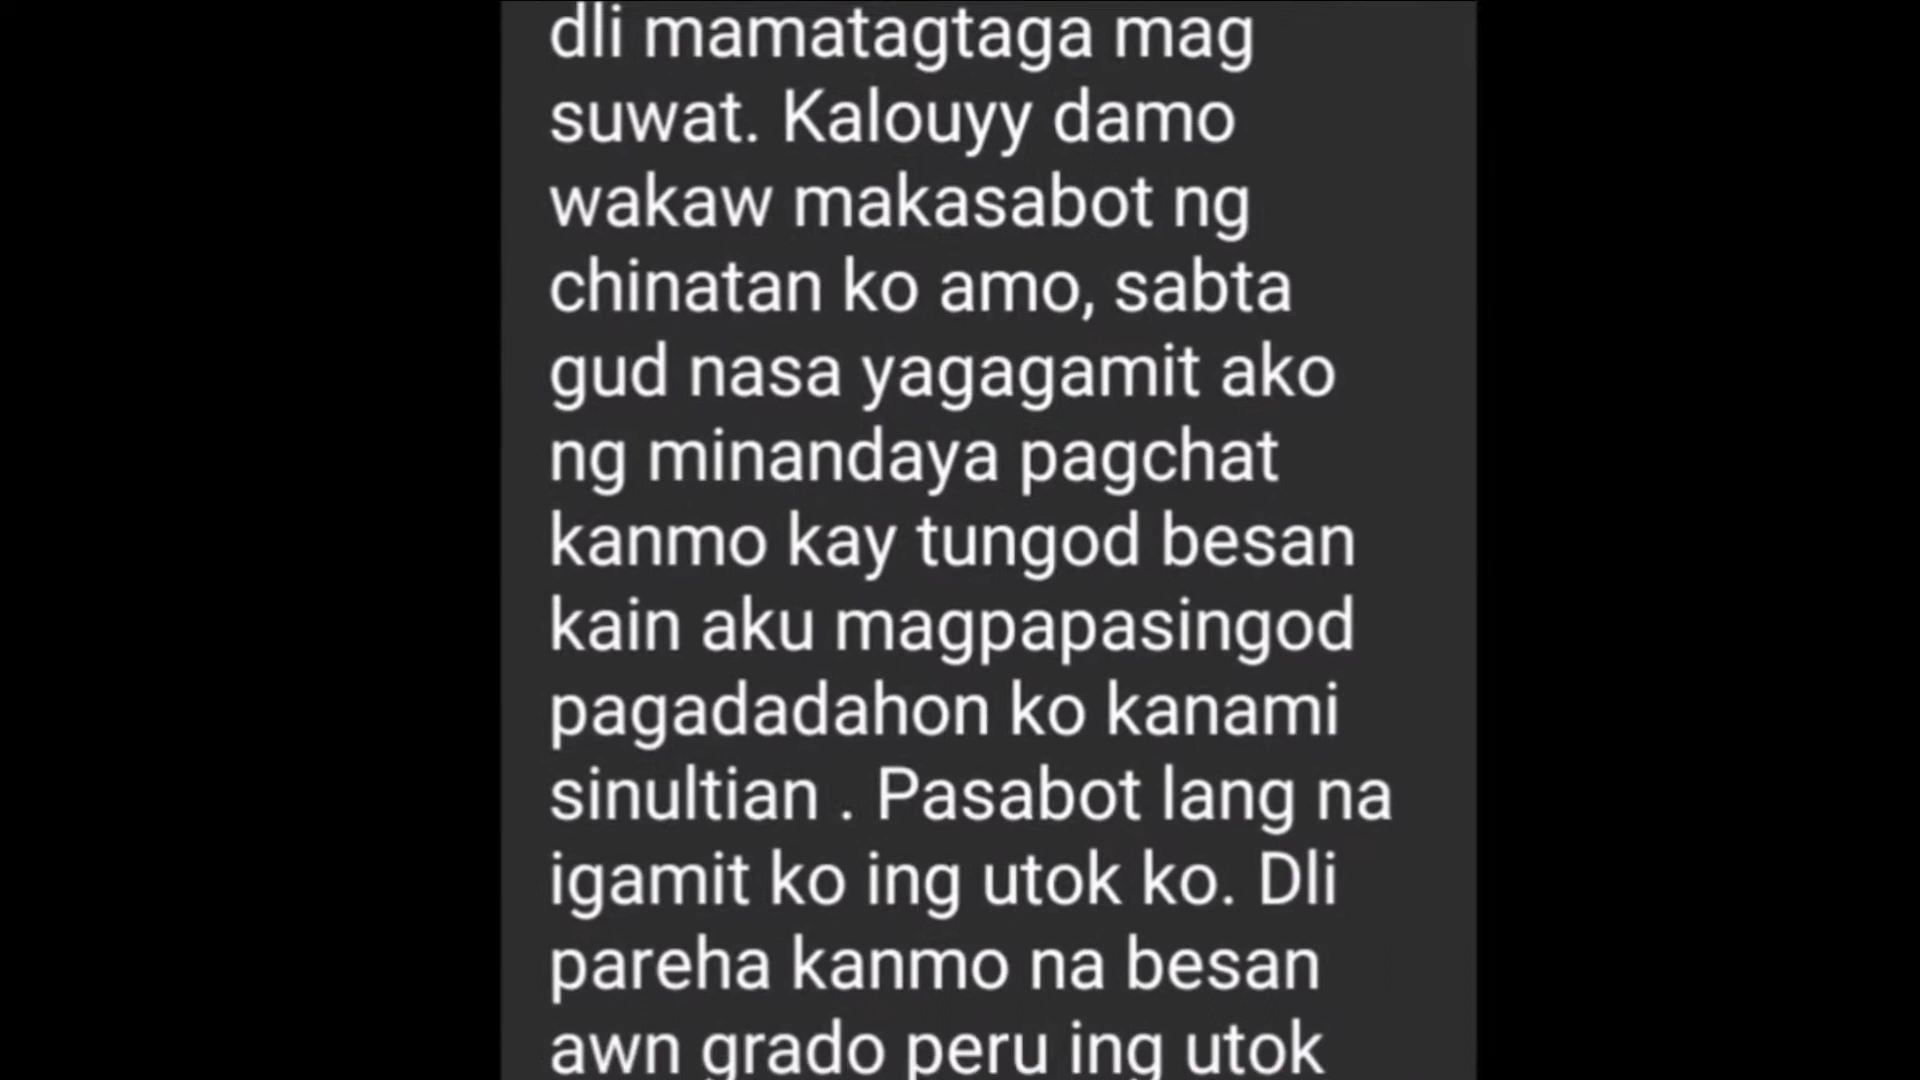 dli mamatagtaga mag
suwat. Kalouyy damo
wakaw makasabot ng
chinatan ko amo, sabta
gud nasa yagagamit ako
ng minandaya pagchat
kanmo kay tungod besan
kain aku magpapasingod
pagadadahon ko kanami
sinultian . Pasabot lang na
igamit ko ing utok ko. Dli
pareha kanmo na besan
awn grado peru ing utok